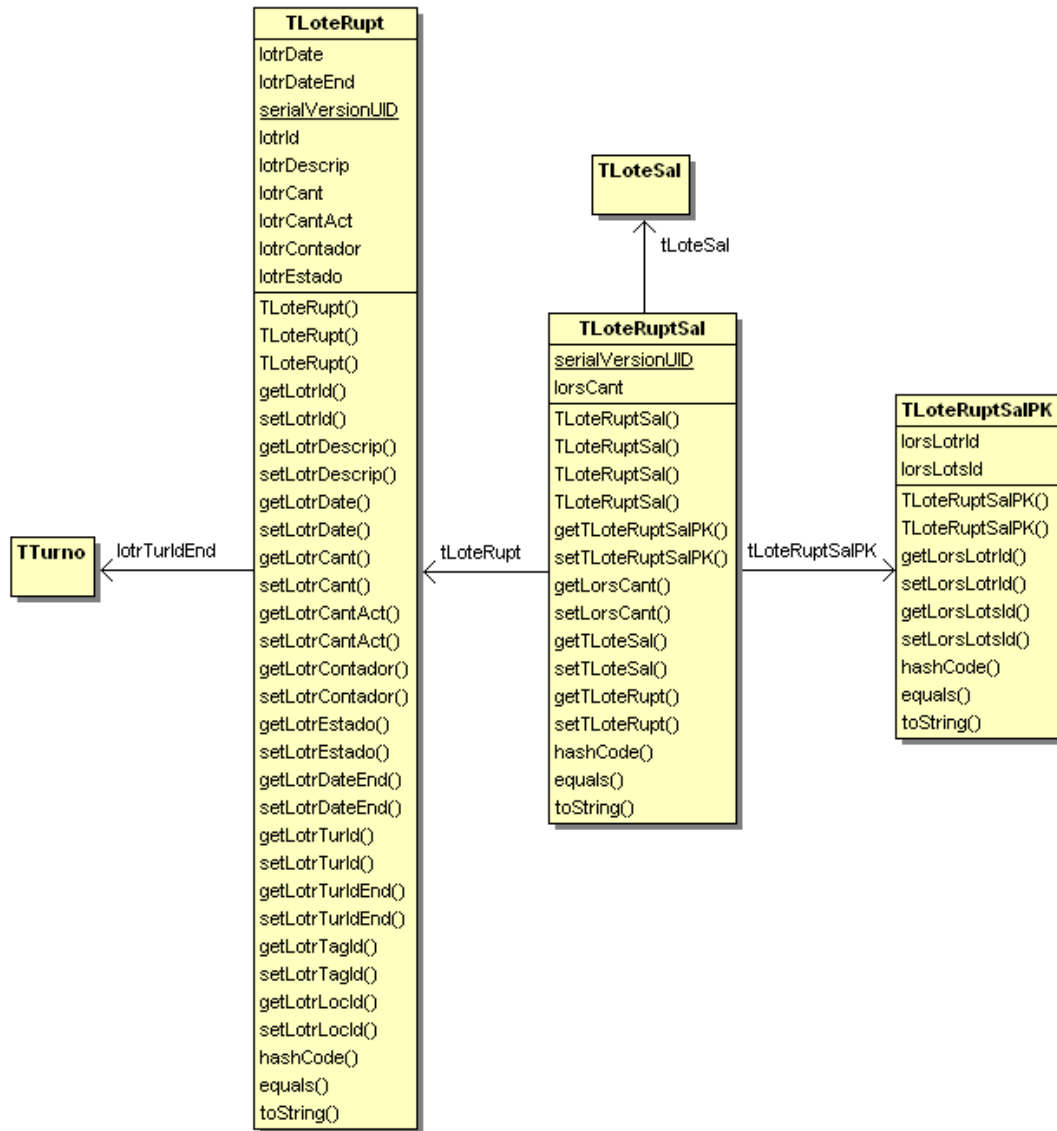 TLoteRupt
lotrDate
lotrDateEnd
serialVersionUID
lotrId
lotrDescrip
lotrCant
lotrCantAct
lotrContador
lotrEstado
TLoteRupt()
TLoteRupt()
TLoteRupt()
getLotrId()
setLotrId()
getLotrDescrip()
setLotrDescrip()
getLotrDate()
setLotrDate()
getLotrCant()
setLotrCant()
getLotrCantAct()
setLotrCantAct()
getLotrContador()
setLotrContador()
getLotrEstado()
setLotrEstado()
getLotrDateEnd()
setLotrDateEnd()
getLotrTurId()
setLotrTurId()
getLotrTurIdEnd()
setLotrTurIdEnd()
getLotrTagId()
setLotrTagId()
getLotrLocId()
setLotrLocId()
hashCode()
equals()
toString()
TTurno
lotrTurIdEnd
TLoteSal
tLoteSal
TLoteRuptSal
serialVersionUID
lorsCant
TLoteRuptSal()
TLoteRuptSal()
TLoteRuptSal()
TLoteRuptSal()
getTLoteRuptSalPK()
setTLoteRuptSalPK()
getLorsCant()
setLorsCant()
getTLoteSal()
setTLoteSal()
getTLoteRupt()
setTLoteRupt()
hashCode()
equals()
toString()
tLoteRupt
tLoteRuptSalPK
TLoteRuptSalPK
lorsLotrId
lorsLotsId
TLoteRuptSalPK()
TLoteRuptSalPK()
getLorsLotrId()
setLorsLotrId()
getLorsLotsId()
setLorsLotsId()
hashCode()
equals()
toString()